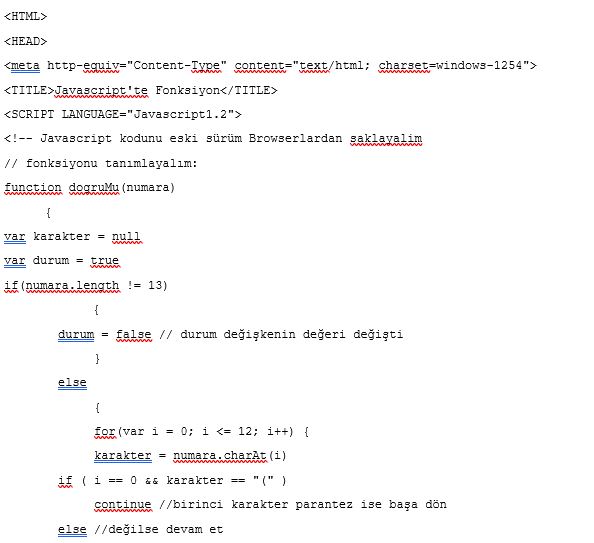 <HTML>
<HEAD>
<meta http-equiv="Content-Type" content="text/html; charset=windows-1254">
<TITLE>Javascript'te Fonksiyon</TITLE>
<SCRIPT LANGUAGE="Javascript1.2">
<!-- Javascript kodunu eski sürüm Browserlardan saklayalim
// fonksiyonu tanımlayalım:
function dogruMu(numara)
{
var karakter = null
var durum = true
if(numara.length != 13)
{
durum = false // durum değişkenin değeri değişti
}
else
{
for(var i = 0; i <= 12; i++) {
karakter = numara.charAt(i)
if ( i == 0 && karakter == "(" )
continue //birinci karakter parantez ise başa dön
else //değilse devam et